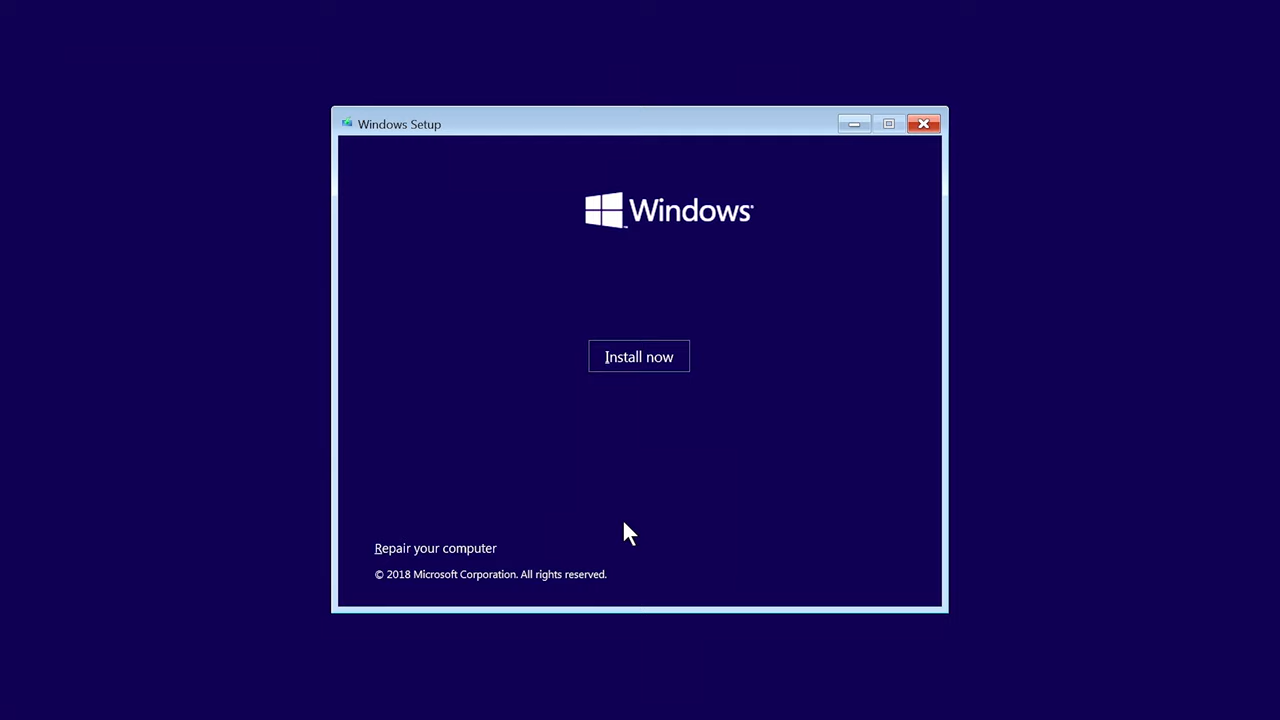 Windows Setup
Windows
Install now
Repair your computer
© 2018 Microsoft Corporation. All rights reserved.